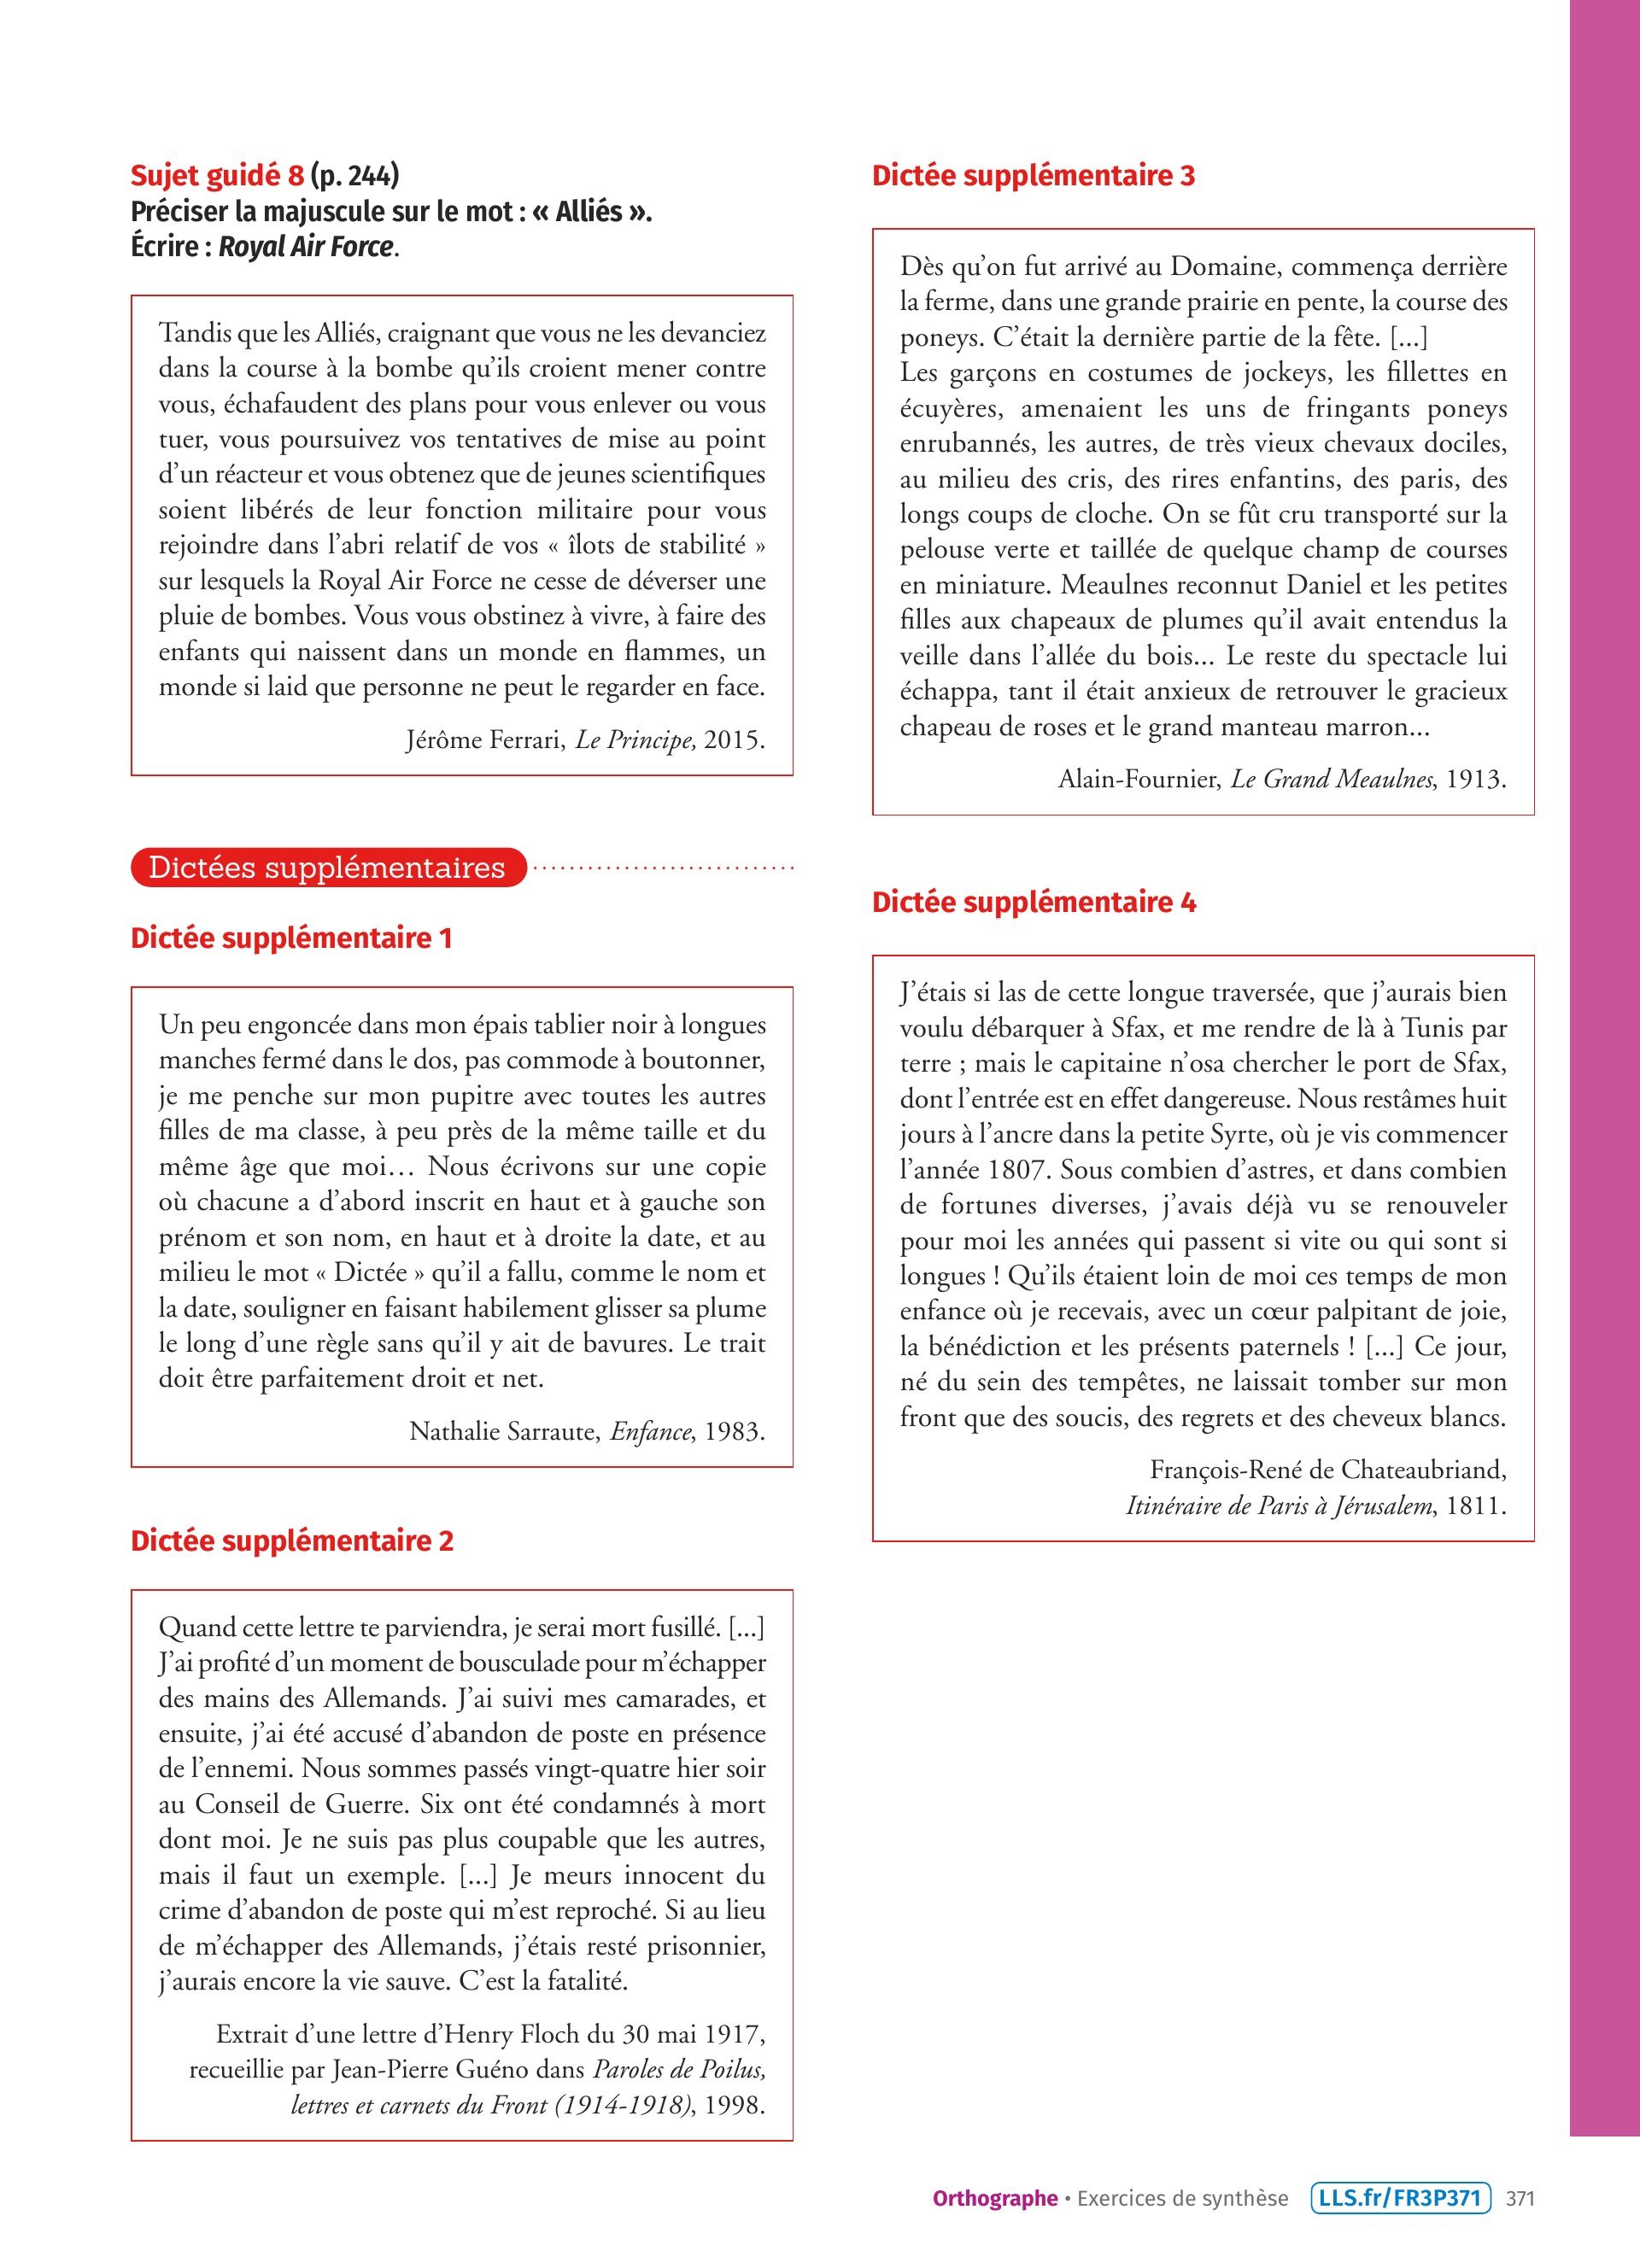 Sujet guidé 8 (p. 244)
Préciser la majuscule sur le mot : « Alliés ».
Écrire : Royal Air Force.
Tandis que les Alliés, craignant que vous ne les devanciez
dans la course à la bombe qu'ils croient mener contre
vous, échafaudent des plans pour vous enlever ou vous
tuer, vous poursuivez vos tentatives de mise au point
d'un réacteur et vous obtenez que de jeunes scientifiques
soient libérés de leur fonction militaire pour vous
rejoindre dans l'abri relatif de vos « îlots de stabilité »
sur lesquels la Royal Air Force ne cesse de déverser une
pluie de bombes. Vous vous obstinez à vivre, à faire des
enfants qui naissent dans un monde en flammes, un
monde si laid que personne ne peut le regarder en face.
Jérôme Ferrari, Le Principe, 2015.
Dictées supplémentaires
Dictée supplémentaire 1
Un peu engoncée dans mon épais tablier noir à longues
manches fermé dans le dos, pas commode à boutonner,
je me penche sur mon pupitre avec toutes les autres
filles de ma classe, à peu près de la même taille et du
même âge que moi… Nous écrivons sur une copie
où chacune a d'abord inscrit en haut et à gauche son
prénom et son nom, en haut et à droite la date, et au
milieu le mot « Dictée » qu'il a fallu, comme le nom et
la date, souligner en faisant habilement glisser sa plume
le long d'une règle sans qu'il y ait de bavures. Le trait
doit être parfaitement droit et net.
Nathalie Sarraute, Enfance, 1983.
Dictée supplémentaire 2
Quand cette lettre te parviendra, je serai mort fusillé. [...]
J'ai profité d'un moment de bousculade pour m'échapper
des mains des Allemands. J'ai suivi mes camarades, et
ensuite, j'ai été accusé d'abandon de poste en présence
de l'ennemi. Nous sommes passés vingt-quatre hier soir
au Conseil de Guerre. Six ont été condamnés à mort
dont moi. Je ne suis pas plus coupable que les autres,
mais il faut un exemple. [...] Je meurs innocent du
crime d'abandon de poste qui m'est reproché. Si au lieu
de m'échapper des Allemands, j'étais resté prisonnier,
j'aurais encore la vie sauve. C'est la fatalité.
Extrait d'une lettre d'Henry Floch du 30 mai 1917,
recueillie par Jean-Pierre Guéno dans Paroles de Poilus,
lettres et carnets du Front (1914-1918), 1998.
Dictée supplémentaire 3
Dès qu'on fut arrivé au Domaine, commença derrière
la ferme, dans une grande prairie en pente, la course des
poneys. C'était la dernière partie de la fête. [...]
Les garçons en costumes de jockeys, les fillettes en
écuyères, amenaient les uns de fringants poneys
enrubannés, les autres, de très vieux chevaux dociles,
au milieu des cris, des rires enfantins, des paris, des
longs coups de cloche. On se fût cru transporté sur la
pelouse verte et taillée de quelque champ de courses
en miniature. Meaulnes reconnut Daniel et les petites
filles aux chapeaux de plumes qu'il avait entendus la
veille dans l'allée du bois... Le reste du spectacle lui
échappa, tant il était anxieux de retrouver le gracieux
chapeau de roses et le grand manteau marron...
Alain-Fournier, Le Grand Meaulnes, 1913.
Dictée supplémentaire 4
J'étais si las de cette longue traversée, que j'aurais bien
voulu débarquer à Sfax, et me rendre de là à Tunis par
terre ; mais le capitaine n'osa chercher le port de Sfax,
dont l'entrée est en effet dangereuse. Nous restâmes huit
jours à l'ancre dans la petite Syrte, où je vis commencer
l'année 1807. Sous combien d'astres, et dans combien
de fortunes diverses, j'avais déjà vu se renouveler
pour moi les années qui passent si vite ou qui sont si
longues ! Qu'ils étaient loin de moi ces temps de mon
enfance où je recevais, avec un cœur palpitant de joie,
la bénédiction et les présents paternels ! [...] Ce jour,
né du sein des tempêtes, ne laissait tomber sur mon
front que des soucis, des regrets et des cheveux blancs.
François-René de Chateaubriand,
Itinéraire de Paris à Jérusalem, 1811.
Orthographe • Exercices de synthèse LLS.fr/FR3P371 371